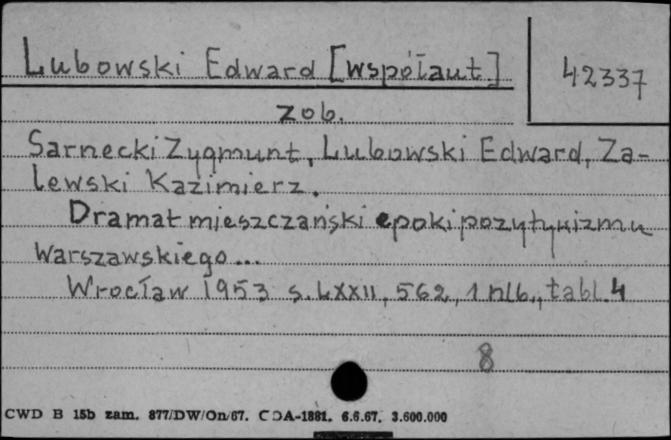 Lubowski Edward [współaut]
42337
zob.
Sarnecki Zygmunt, Lubowski Edward, Za-
lewski Kazimierz.
Dramat mieszczański epoki pozytywizmu
Warszawskiego...
Wrocław 1953 s. LXXII, 562, 1 nlb., tabl. 4
8
CWD B 15b zam. 877/DW/On/67. CDA-1881. 6.6.67. 3.600.000